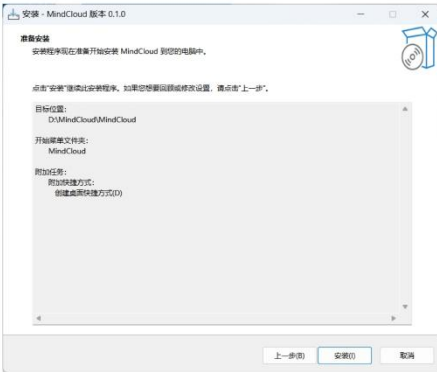 安装 - MindCloud 版本 0.1.0
准备安装
安装程序现在准备开始安装 MindCloud 到您的电脑中。
点击“安装”继续此安装程序。如果您想要回顾或修改设置，请点击“上一步”。
目标位置:
D:\MindCloud\MindCloud
开始菜单文件夹:
MindCloud
附加任务:
附加快捷方式:
创建桌面快捷方式(D)
上一步(B)
安装(I)
取消